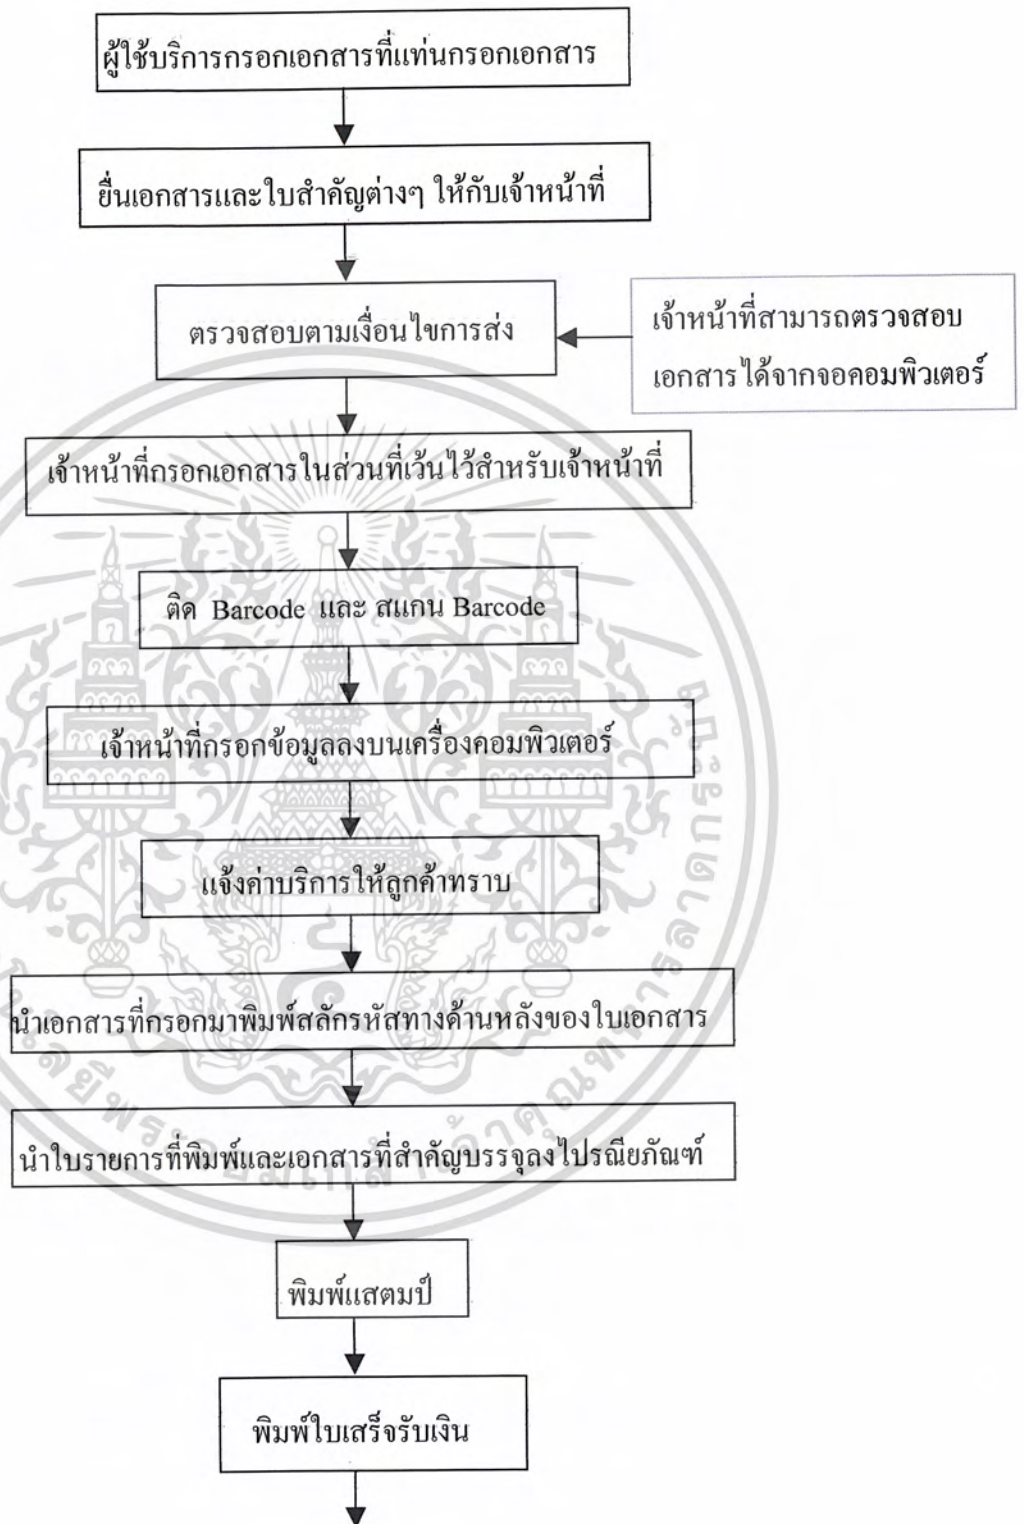 ผู้ใช้บริการกรอกเอกสารที่แท่นกรอกเอกสาร
ยื่นเอกสารและใบสำคัญต่างๆ ให้กับเจ้าหน้าที่
ตรวจสอบตามเงื่อนไขการส่ง
เจ้าหน้าที่สามารถตรวจสอบ
เอกสารได้จากจอคอมพิวเตอร์
เจ้าหน้าที่กรอกเอกสารในส่วนที่เว้นไว้สำหรับเจ้าหน้าที่
ติด Barcode และ สแกน Barcode
เจ้าหน้าที่กรอกข้อมูลลงบนเครื่องคอมพิวเตอร์
แจ้งค่าบริการให้ลูกค้าทราบ
นำเอกสารที่กรอกมาพิมพ์สลักรหัสทางด้านหลังของใบเอกสาร
นำใบรายการที่พิมพ์และเอกสารที่สำคัญบรรจุลงไปรณียภัณฑ์
พิมพ์แสตมป์
พิมพ์ใบเสร็จรับเงิน